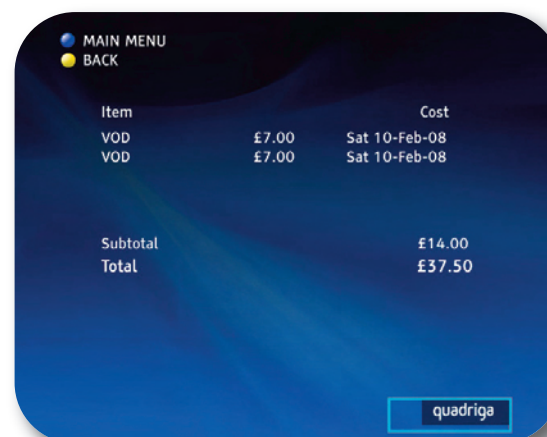 MAIN MENU
BACK
Item Cost
VOD £7.00 Sat 10-Feb-08
VOD £7.00 Sat 10-Feb-08
Subtotal £14.00
Total £37.50
quadriga